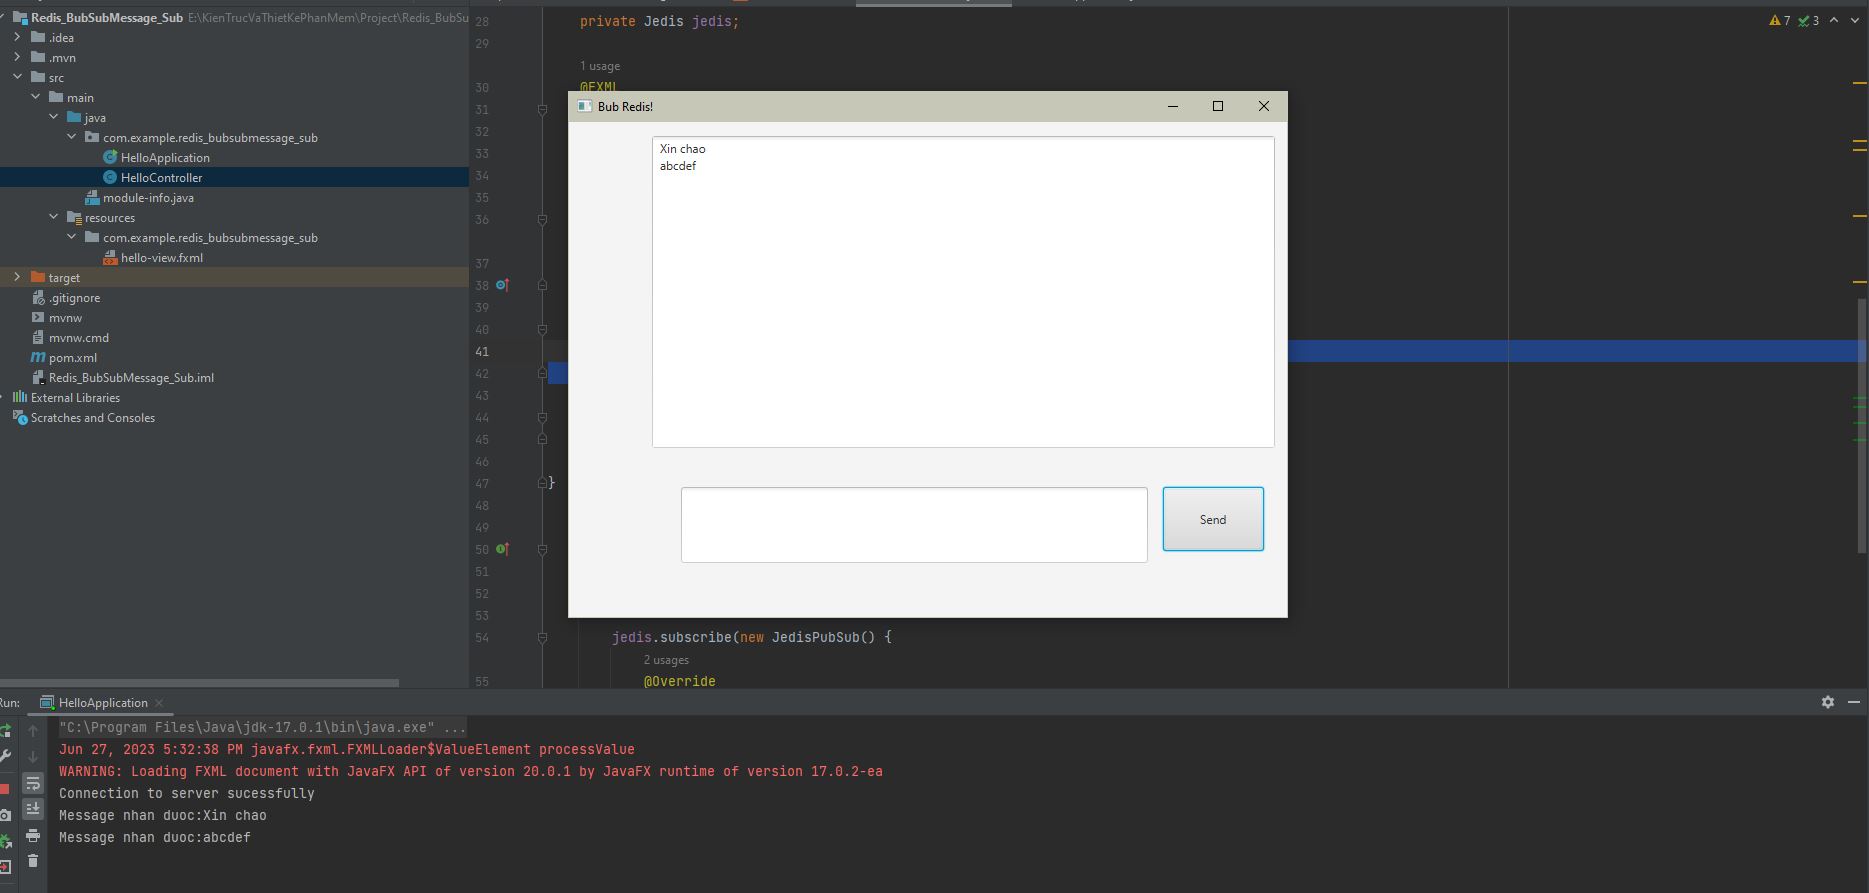 Redis_BubSubMessage_Sub E:\KienTrucVaThietKePhanMem\Project\Redis_BubSu
.idea
.mvn
src
main
java
com.example.redis_bubsubmessage_sub
HelloApplication
HelloController
module-info.java
resources
com.example.redis_bubsubmessage_sub
hello-view.fxml
target
.gitignore
mvnw
mvnw.cmd
pom.xml
Redis_BubSubMessage_Sub.iml
External Libraries
Scratches and Consoles
28 private Jedis jedis;
29
1 usage
30 @FXML
31
32
33
34
35
36
37
38
39
40
41
42
43
44
45
46
47 }
48
49
50
51
52
53
54 jedis.subscribe(new JedisPubSub() {
2 usages
55 @Override
7 3
Bub Redis!
Xin chao
abcdef
Send
Run: HelloApplication
"C:\Program Files\Java\jdk-17.0.1\bin\java.exe" ...
Jun 27, 2023 5:32:38 PM javafx.fxml.FXMLLoader$ValueElement processValue
WARNING: Loading FXML document with JavaFX API of version 20.0.1 by JavaFX runtime of version 17.0.2-ea
Connection to server sucessfully
Message nhan duoc:Xin chao
Message nhan duoc:abcdef